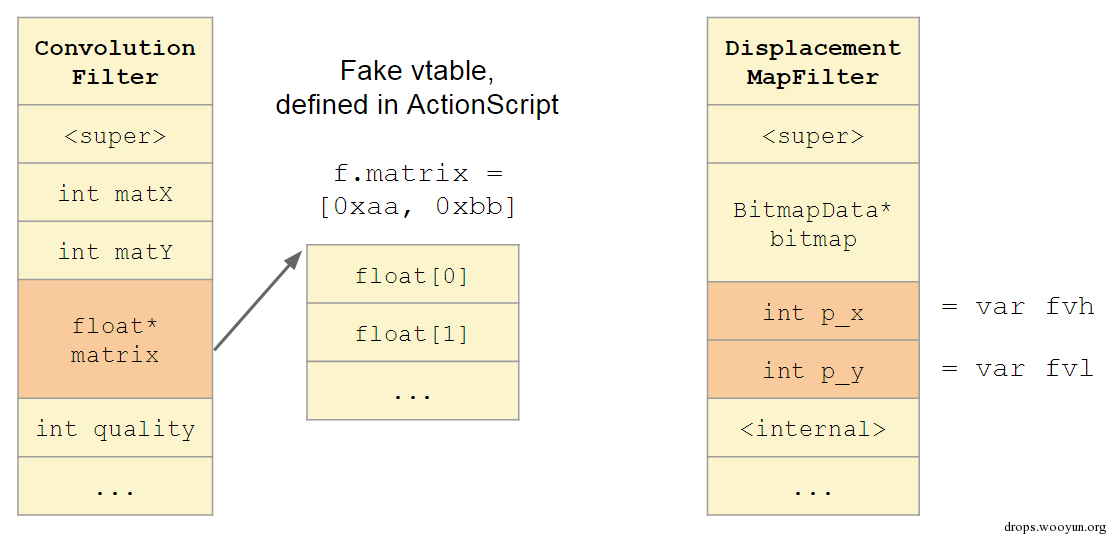 Convolution
Filter
<super>
int matX
int matY
float*
matrix
int quality
...
Fake vtable,
defined in ActionScript
f.matrix =
[0xaa, 0xbb]
float[0]
float[1]
...
Displacement
MapFilter
<super>
BitmapData*
bitmap
int p_x
= var fvh
int p_y
= var fvl
<internal>
...
drops.wooyun.org